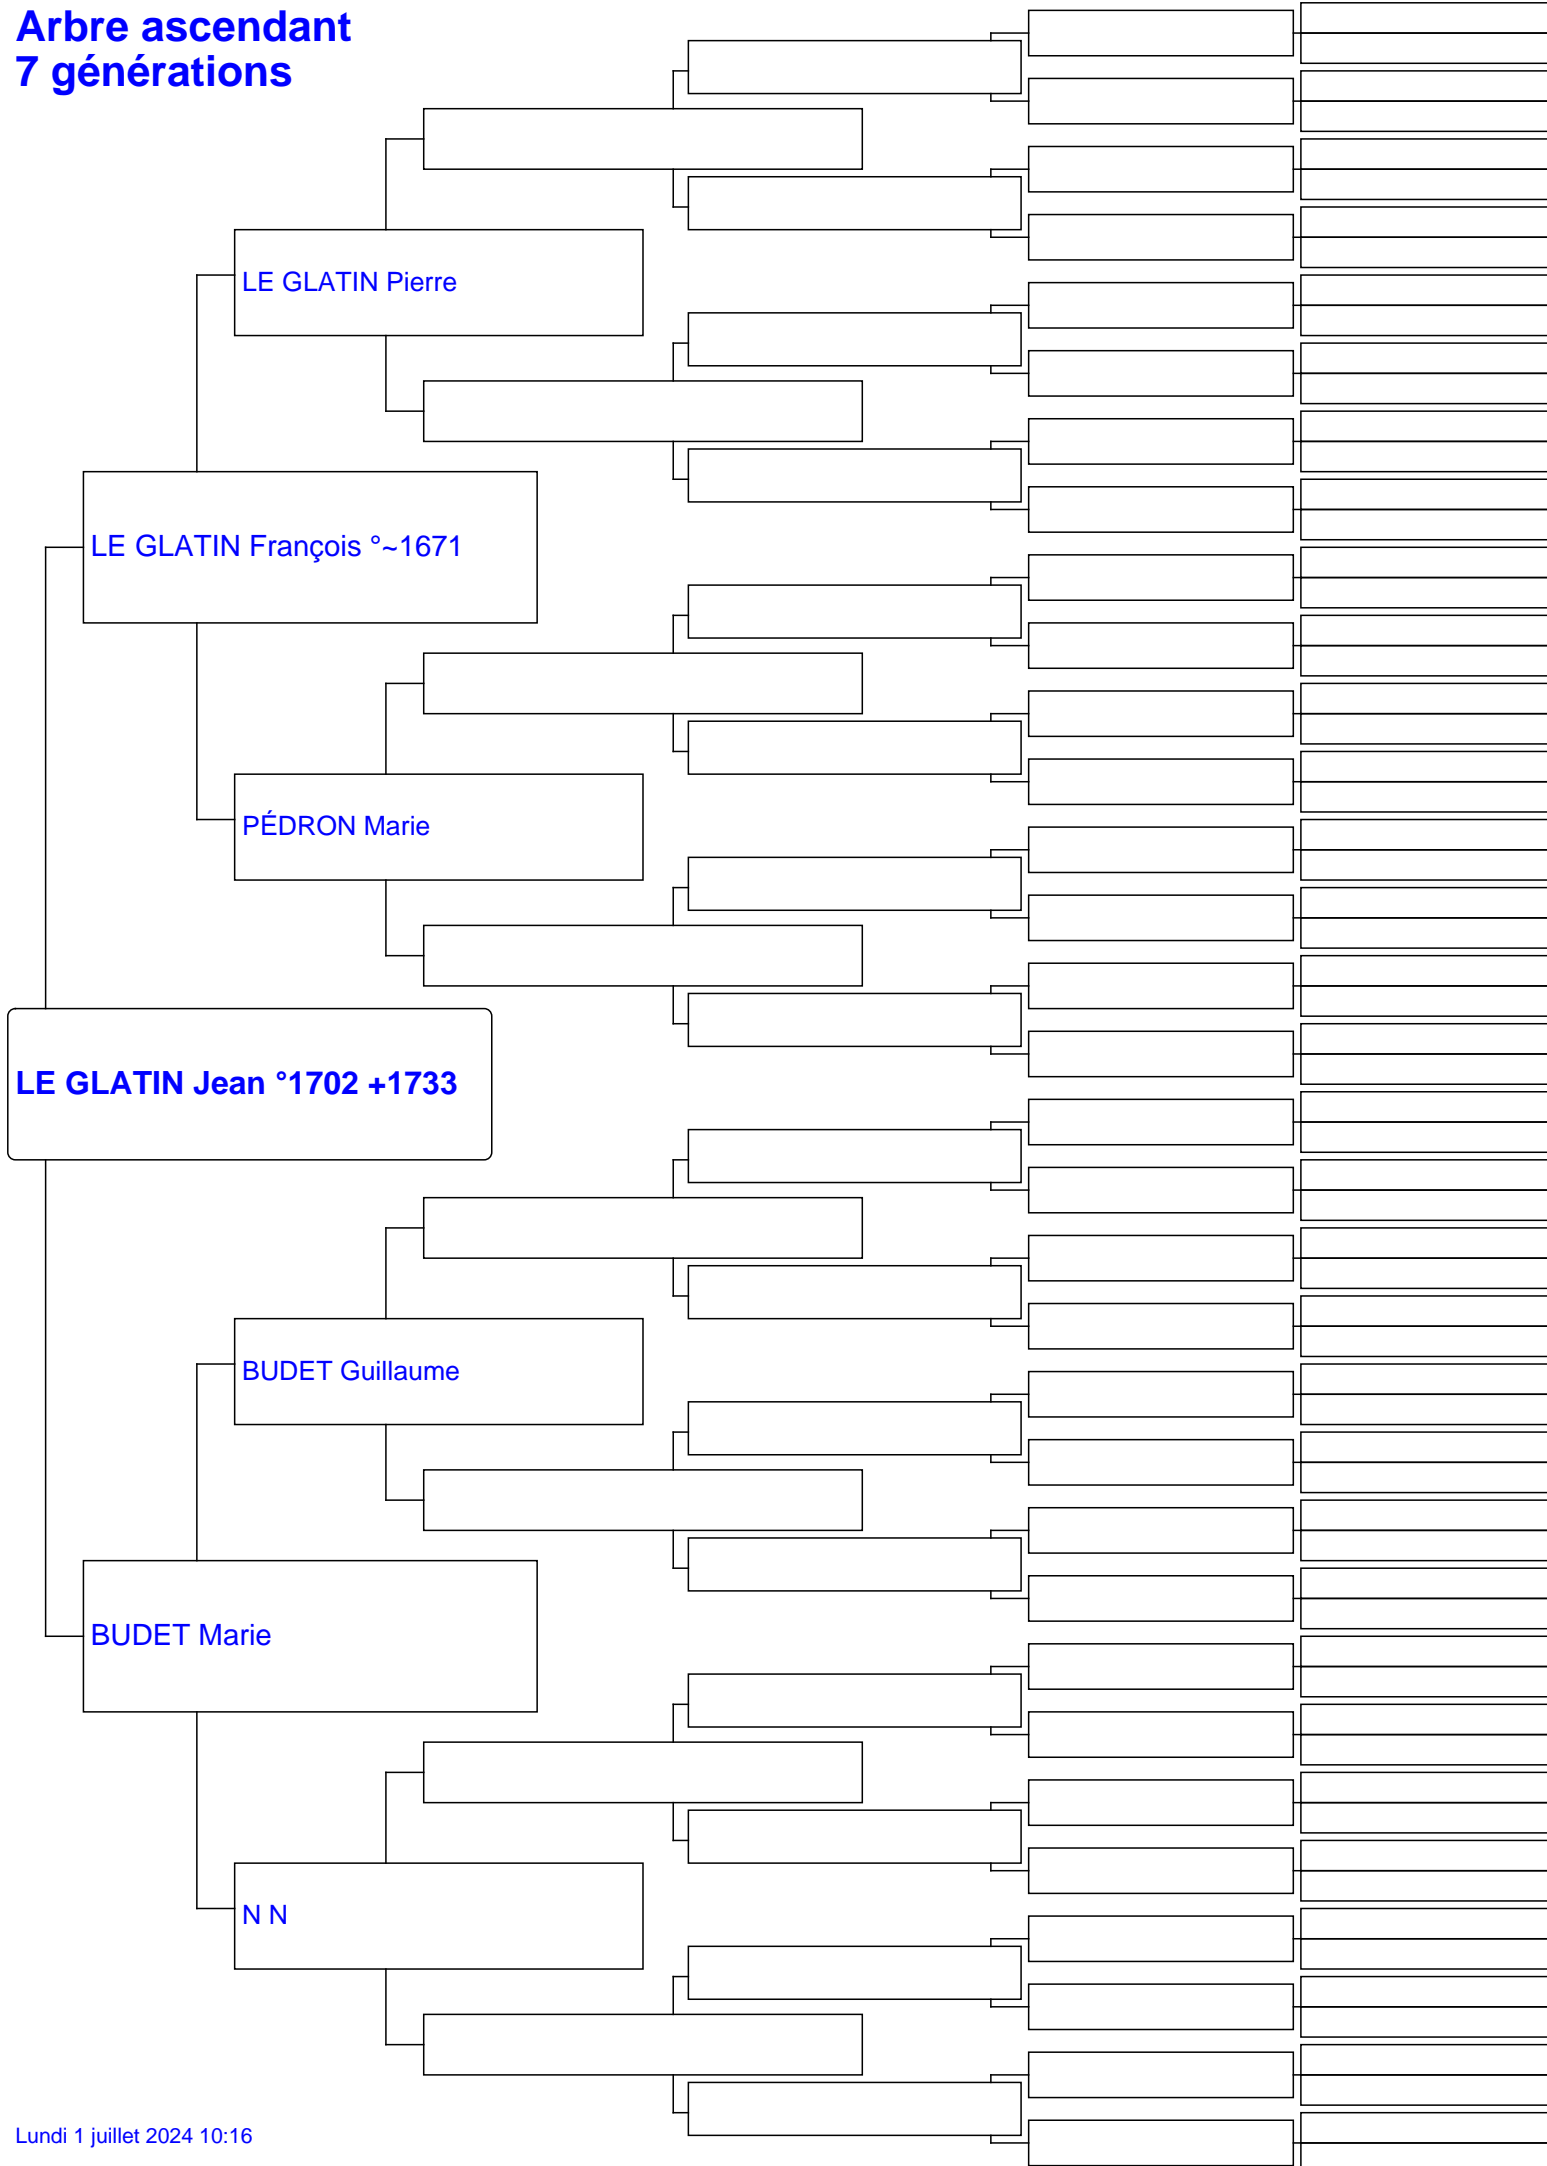 Arbre ascendant
7 générations
LE GLATIN Pierre
LE GLATIN François °~1671
PÉDRON Marie
LE GLATIN Jean °1702 +1733
BUDET Guillaume
BUDET Marie
N N
Lundi 1 juillet 2024 10:16